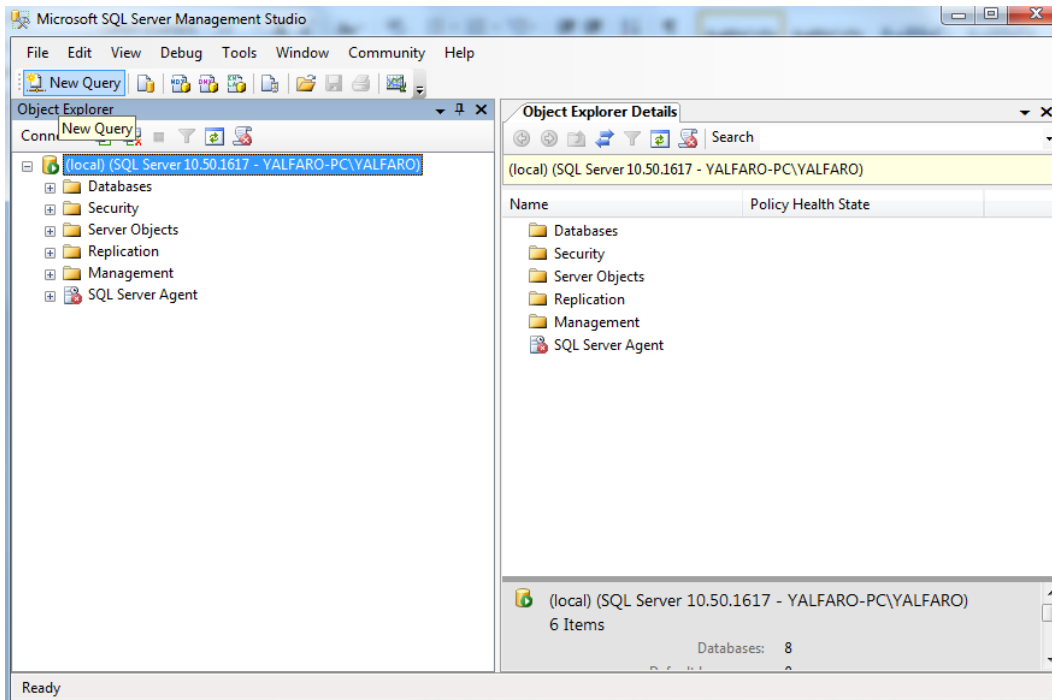 Microsoft SQL Server Management Studio
File Edit View Debug Tools Window Community Help
New Query
Object Explorer
Conn
New Query
(local) (SQL Server 10.50.1617 - YALFARO-PC\YALFARO)
Databases
Security
Server Objects
Replication
Management
SQL Server Agent
Object Explorer Details
Search
(local) (SQL Server 10.50.1617 - YALFARO-PC\YALFARO)
Name Policy Health State
Databases
Security
Server Objects
Replication
Management
SQL Server Agent
(local) (SQL Server 10.50.1617 - YALFARO-PC\YALFARO)
6 Items
Databases: 8
Ready